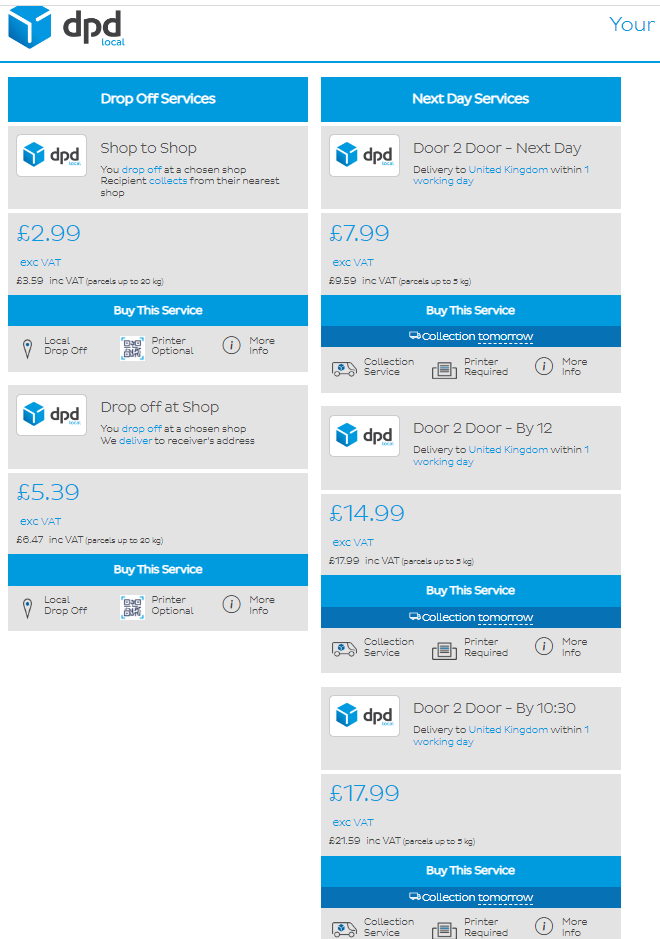 dpd
local
Your
Drop Off Services
dpd
local
Shop to Shop
You drop off at a chosen shop
Recipient collects from their nearest
shop
£2.99
exc VAT
£3.59 inc VAT (parcels up to 20 kg)
Buy This Service
Local
Drop Off
Printer
Optional
i
More
Info
dpd
local
Drop off at Shop
You drop off at a chosen shop
We deliver to receiver's address
£5.39
exc VAT
£6.47 inc VAT (parcels up to 20 kg)
Buy This Service
Local
Drop Off
Printer
Optional
i
More
Info
Next Day Services
dpd
local
Door 2 Door - Next Day
Delivery to United Kingdom within 1
working day
£7.99
exc VAT
£9.59 inc VAT (parcels up to 5 kg)
Buy This Service
Collection tomorrow
Collection
Service
Printer
Required
i
More
Info
dpd
local
Door 2 Door - By 12
Delivery to United Kingdom within 1
working day
£14.99
exc VAT
£17.99 inc VAT (parcels up to 5 kg)
Buy This Service
Collection tomorrow
Collection
Service
Printer
Required
i
More
Info
dpd
local
Door 2 Door - By 10:30
Delivery to United Kingdom within 1
working day
£17.99
exc VAT
£21.59 inc VAT (parcels up to 5 kg)
Buy This Service
Collection tomorrow
Collection
Service
Printer
Required
i
More
Info